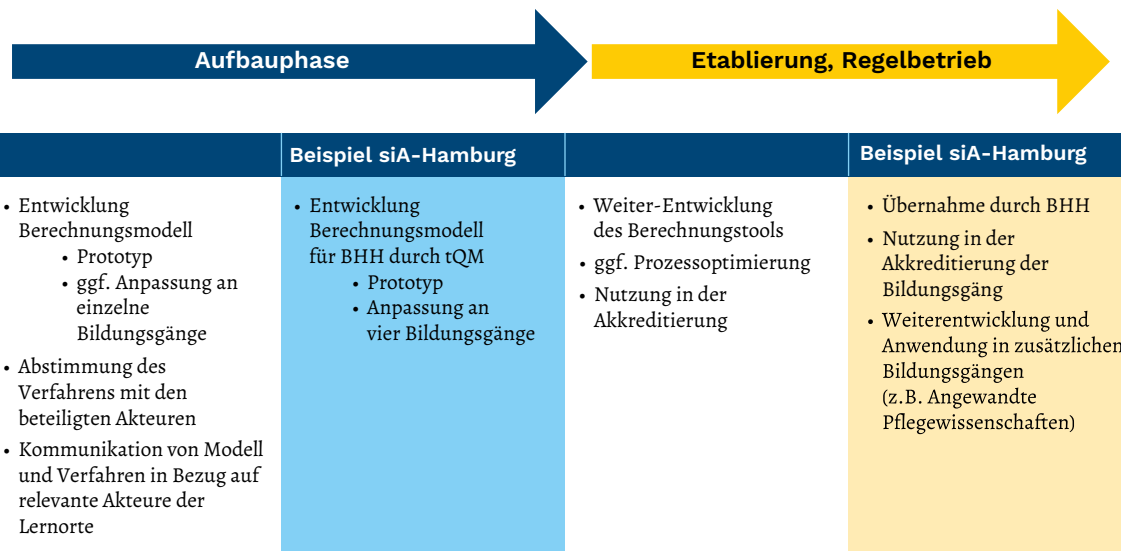 Aufbauphase
Etablierung, Regelbetrieb
Beispiel siA-Hamburg
Beispiel siA-Hamburg
• Entwicklung
Berechnungsmodell
• Prototyp
• ggf. Anpassung an
einzelne
Bildungsgänge
• Abstimmung des
Verfahrens mit den
beteiligten Akteuren
• Kommunikation von Modell
und Verfahren in Bezug auf
relevante Akteure der
Lernorte
• Entwicklung
Berechnungsmodell
für BHH durch tQM
• Prototyp
• Anpassung an
vier Bildungsgänge
• Weiter-Entwicklung
des Berechnungstools
• ggf. Prozessoptimierung
• Nutzung in der
Akkreditierung
• Übernahme durch BHH
• Nutzung in der
Akkreditierung der
Bildungsgäng
• Weiterentwicklung und
Anwendung in zusätzlichen
Bildungsgängen
(z.B. Angewandte
Pflegewissenschaften)